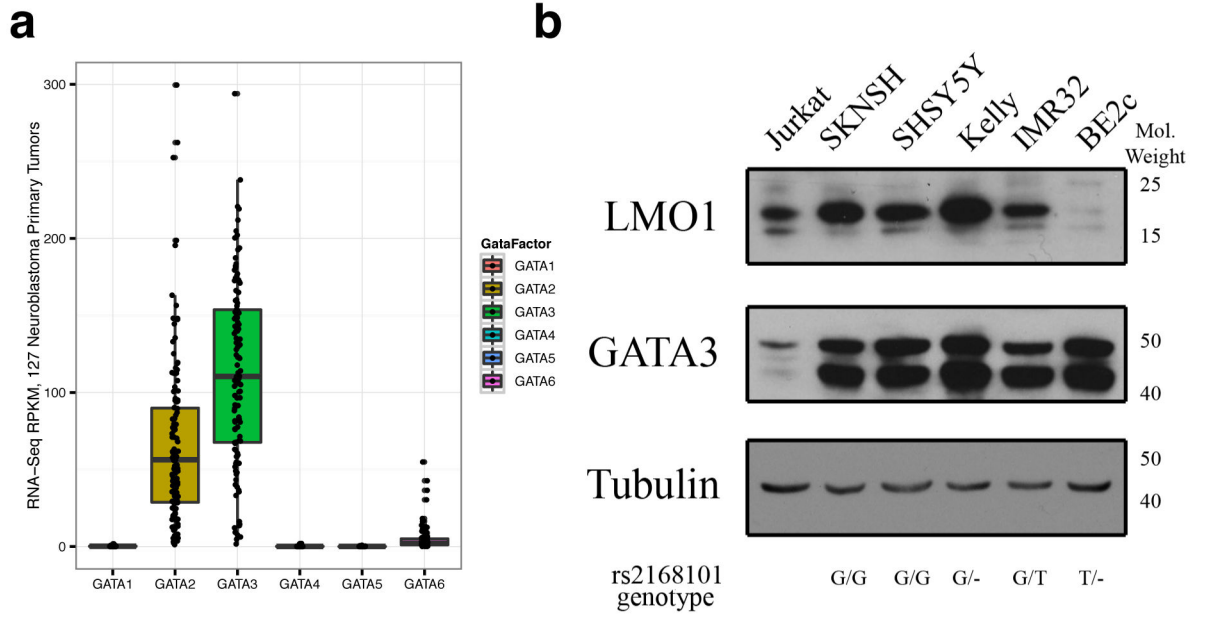 a
RNA−Seq RPKM, 127 Neuroblastoma Primary Tumors
300
200
100
0
GATA1 GATA2 GATA3 GATA4 GATA5 GATA6
GataFactor
GATA1
GATA2
GATA3
GATA4
GATA5
GATA6
b
Jurkat SKNSH SHSY5Y Kelly IMR32 BE2c
Mol.
Weight
LMO1
25
15
GATA3
50
40
Tubulin
50
40
rs2168101
genotype
G/G G/G G/- G/T T/-